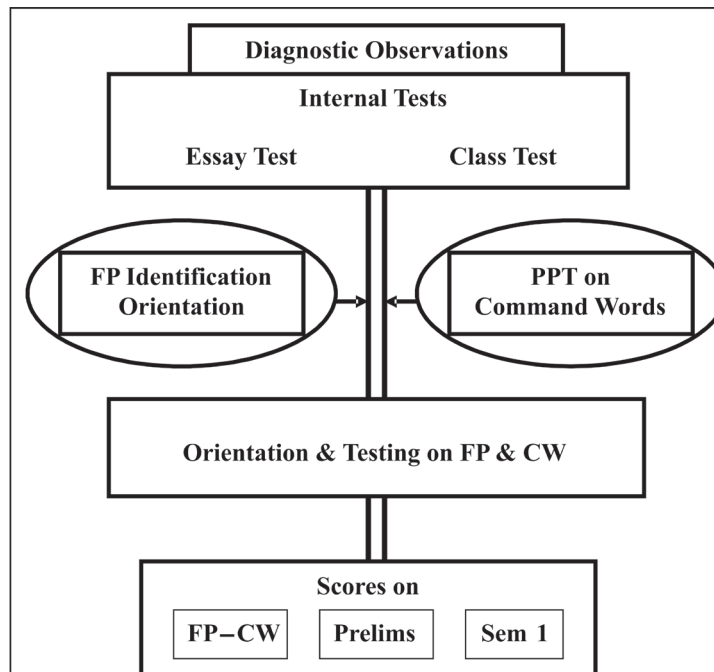 Diagnostic Observations
Internal Tests
Essay Test Class Test
FP Identification
Orientation
PPT on
Command Words
Orientation & Testing on FP & CW
Scores on
FP–CW Prelims Sem 1